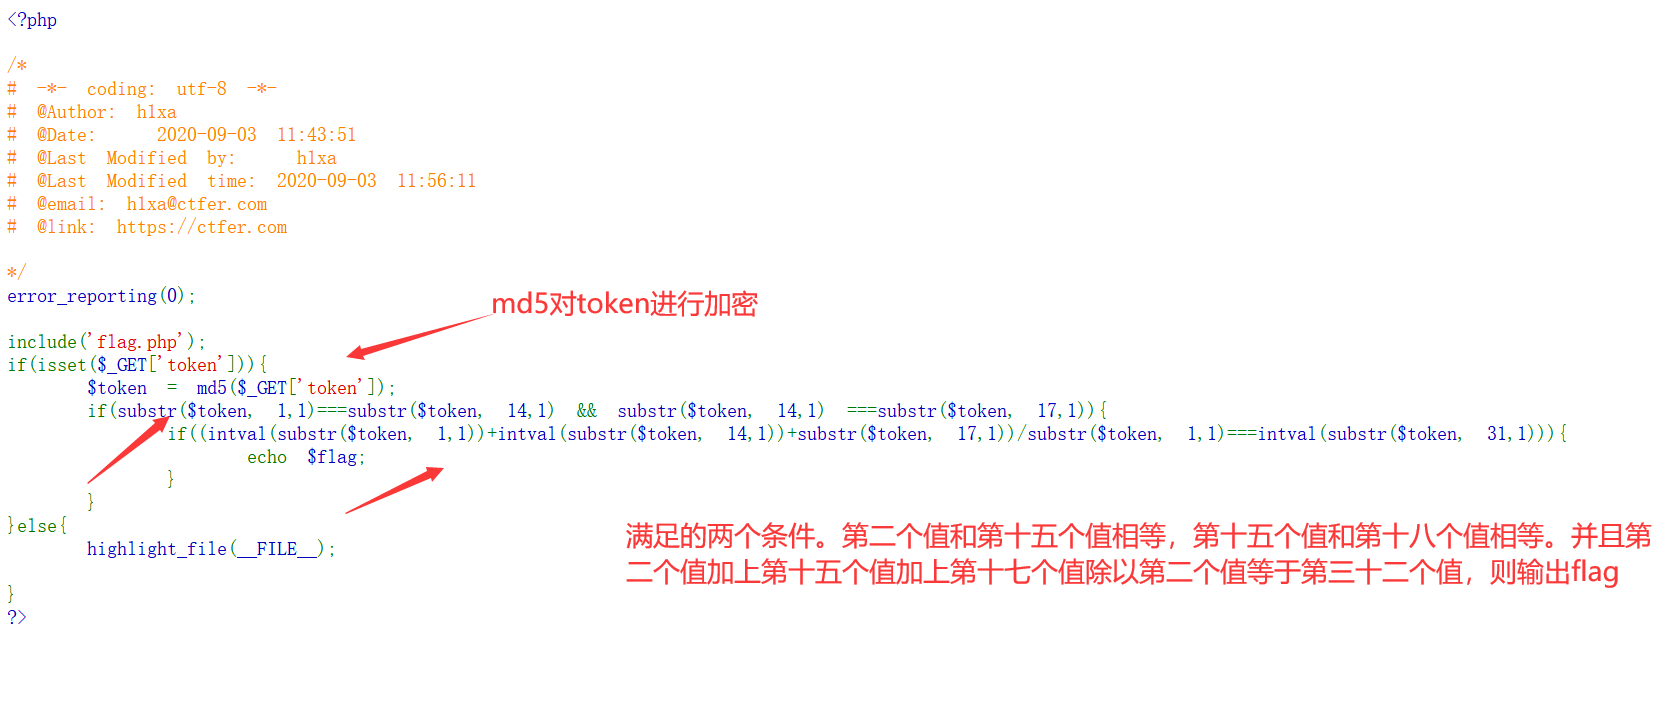 <?php
/*
# -*- coding: utf-8 -*-
# @Author: hlxa
# @Date: 2020-09-03 11:43:51
# @Last Modified by: hlxa
# @Last Modified time: 2020-09-03 11:56:11
# @email: hlxa@ctfer.com
# @link: https://ctfer.com
*/
error_reporting(0);
md5对token进行加密
include('flag.php');
if(isset($_GET['token'])){
$token = md5($_GET['token']);
if(substr($token, 1,1)===substr($token, 14,1) && substr($token, 14,1) ===substr($token, 17,1)){
if((intval(substr($token, 1,1))+intval(substr($token, 14,1))+substr($token, 17,1))/substr($token, 1,1)===intval(substr($token, 31,1))){
echo $flag;
}
}
}else{
highlight_file(__FILE__);
满足的两个条件。第二个值和第十五个值相等，第十五个值和第十八个值相等。并且第
二个值加上第十五个值加上第十七个值除以第二个值等于第三十二个值，则输出flag
}
?>